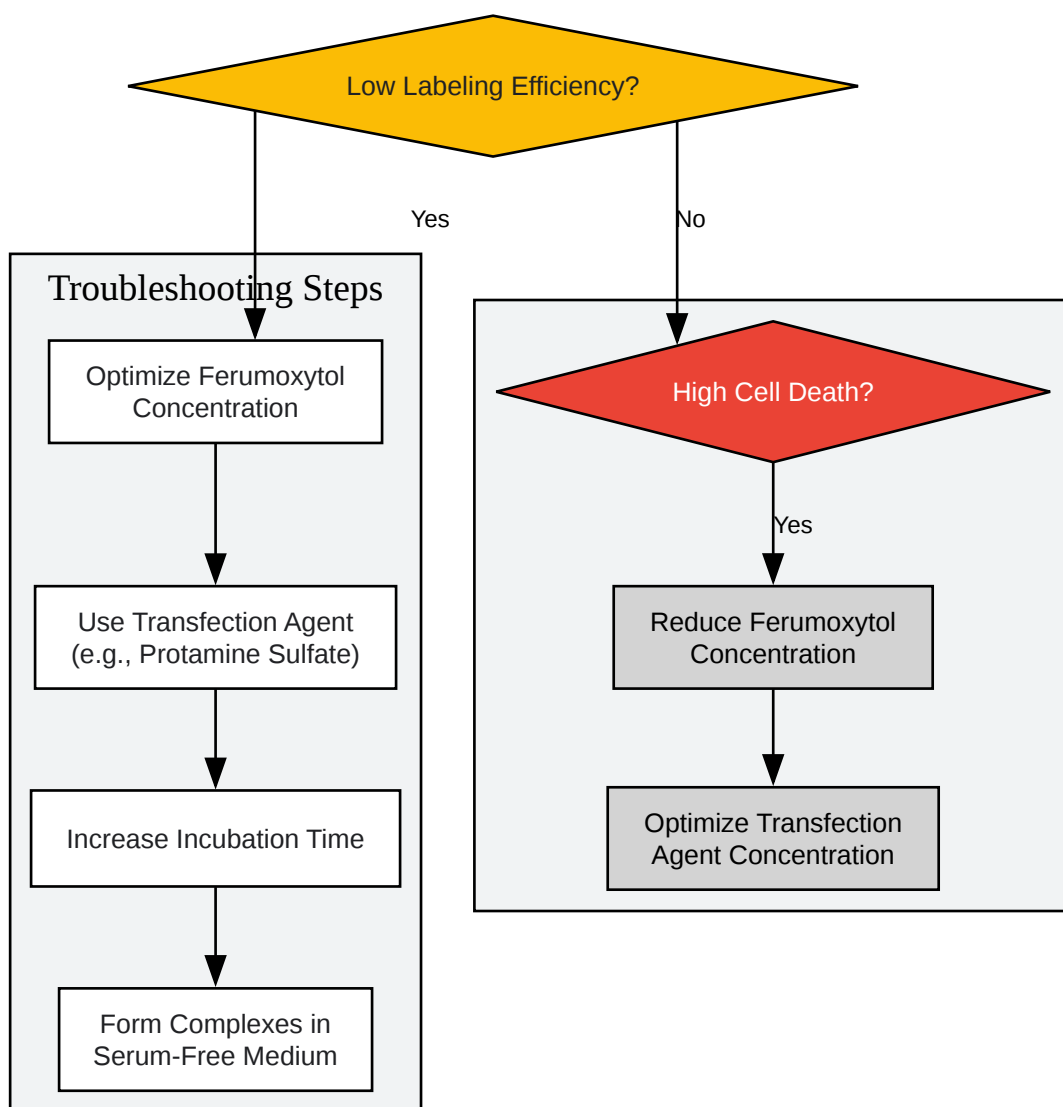 Low Labeling Efficiency?
Yes
No
Troubleshooting Steps
Optimize Ferumoxytol
Concentration
Use Transfection Agent
(e.g., Protamine Sulfate)
Increase Incubation Time
Form Complexes in
Serum-Free Medium
High Cell Death?
Yes
Reduce Ferumoxytol
Concentration
Optimize Transfection
Agent Concentration